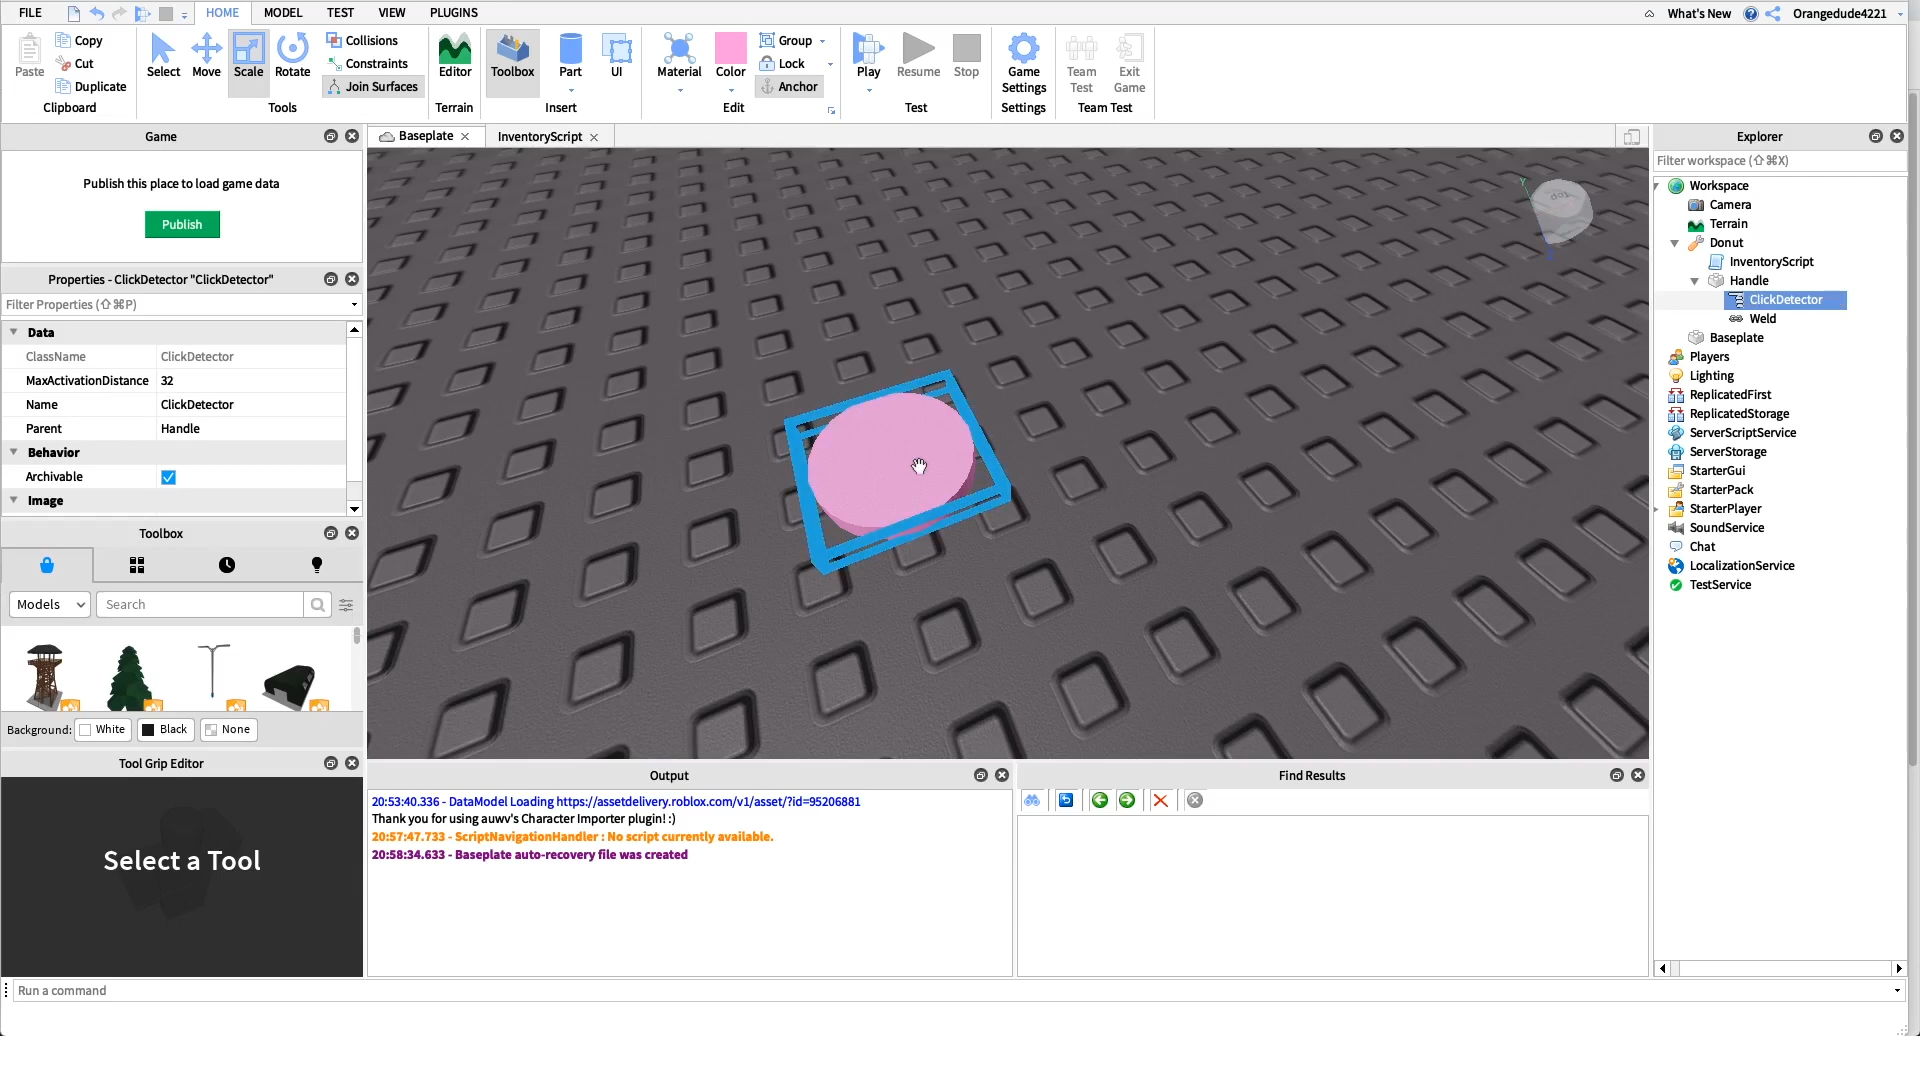 FILE HOME MODEL TEST VIEW PLUGINS What's New Orangedude4221
Paste Copy Cut Duplicate Clipboard
Select Move Scale Rotate Collisions Constraints Join Surfaces Tools
Editor Terrain
Toolbox Part UI Insert
Material Color Group Lock Anchor Edit
Play Resume Stop Test
Game Settings Settings
Team Test Exit Game Team Test
Game
Publish this place to load game data
Publish
Properties - ClickDetector "ClickDetector"
Filter Properties (⇧⌘P)
Data
ClassName ClickDetector
MaxActivationDistance 32
Name ClickDetector
Parent Handle
Behavior
Archivable
Image
Toolbox
Models Search
Background: White Black None
Tool Grip Editor
Select a Tool
Baseplate InventoryScript
Output
20:53:40.336 - DataModel Loading https://assetdelivery.roblox.com/v1/asset/?id=95206881
Thank you for using auwv's Character Importer plugin! :)
20:57:47.733 - ScriptNavigationHandler : No script currently available.
20:58:34.633 - Baseplate auto-recovery file was created
Find Results
Explorer
Filter workspace (⇧⌘X)
Workspace
Camera
Terrain
Donut
InventoryScript
Handle
ClickDetector
Weld
Baseplate
Players
Lighting
ReplicatedFirst
ReplicatedStorage
ServerScriptService
ServerStorage
StarterGui
StarterPack
StarterPlayer
SoundService
Chat
LocalizationService
TestService
Run a command